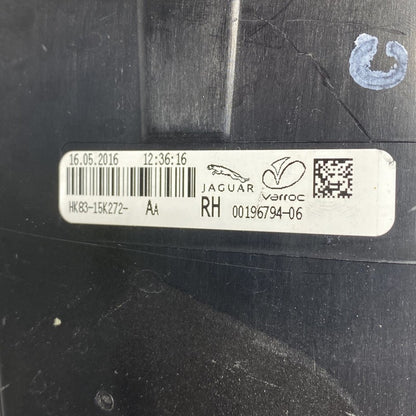 C
16.05.2016 12:36:16
JAGUAR varroc
HK83-15K272- AA RH 00196794-06